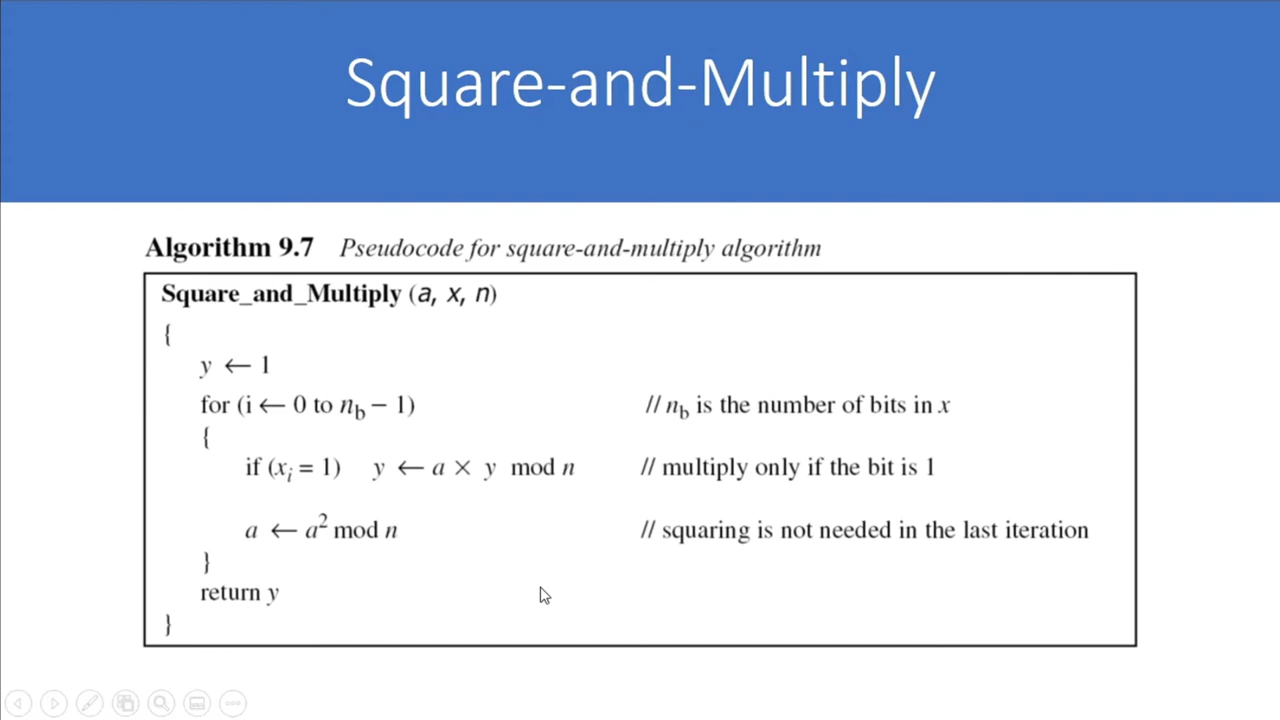 Square-and-Multiply
Algorithm 9.7 Pseudocode for square-and-multiply algorithm
Square_and_Multiply (a, x, n)
{
y ← 1
for (i ← 0 to n_b − 1) // n_b is the number of bits in x
{
if (x_i = 1) y ← a × y mod n // multiply only if the bit is 1
a ← a² mod n // squaring is not needed in the last iteration
}
return y
}